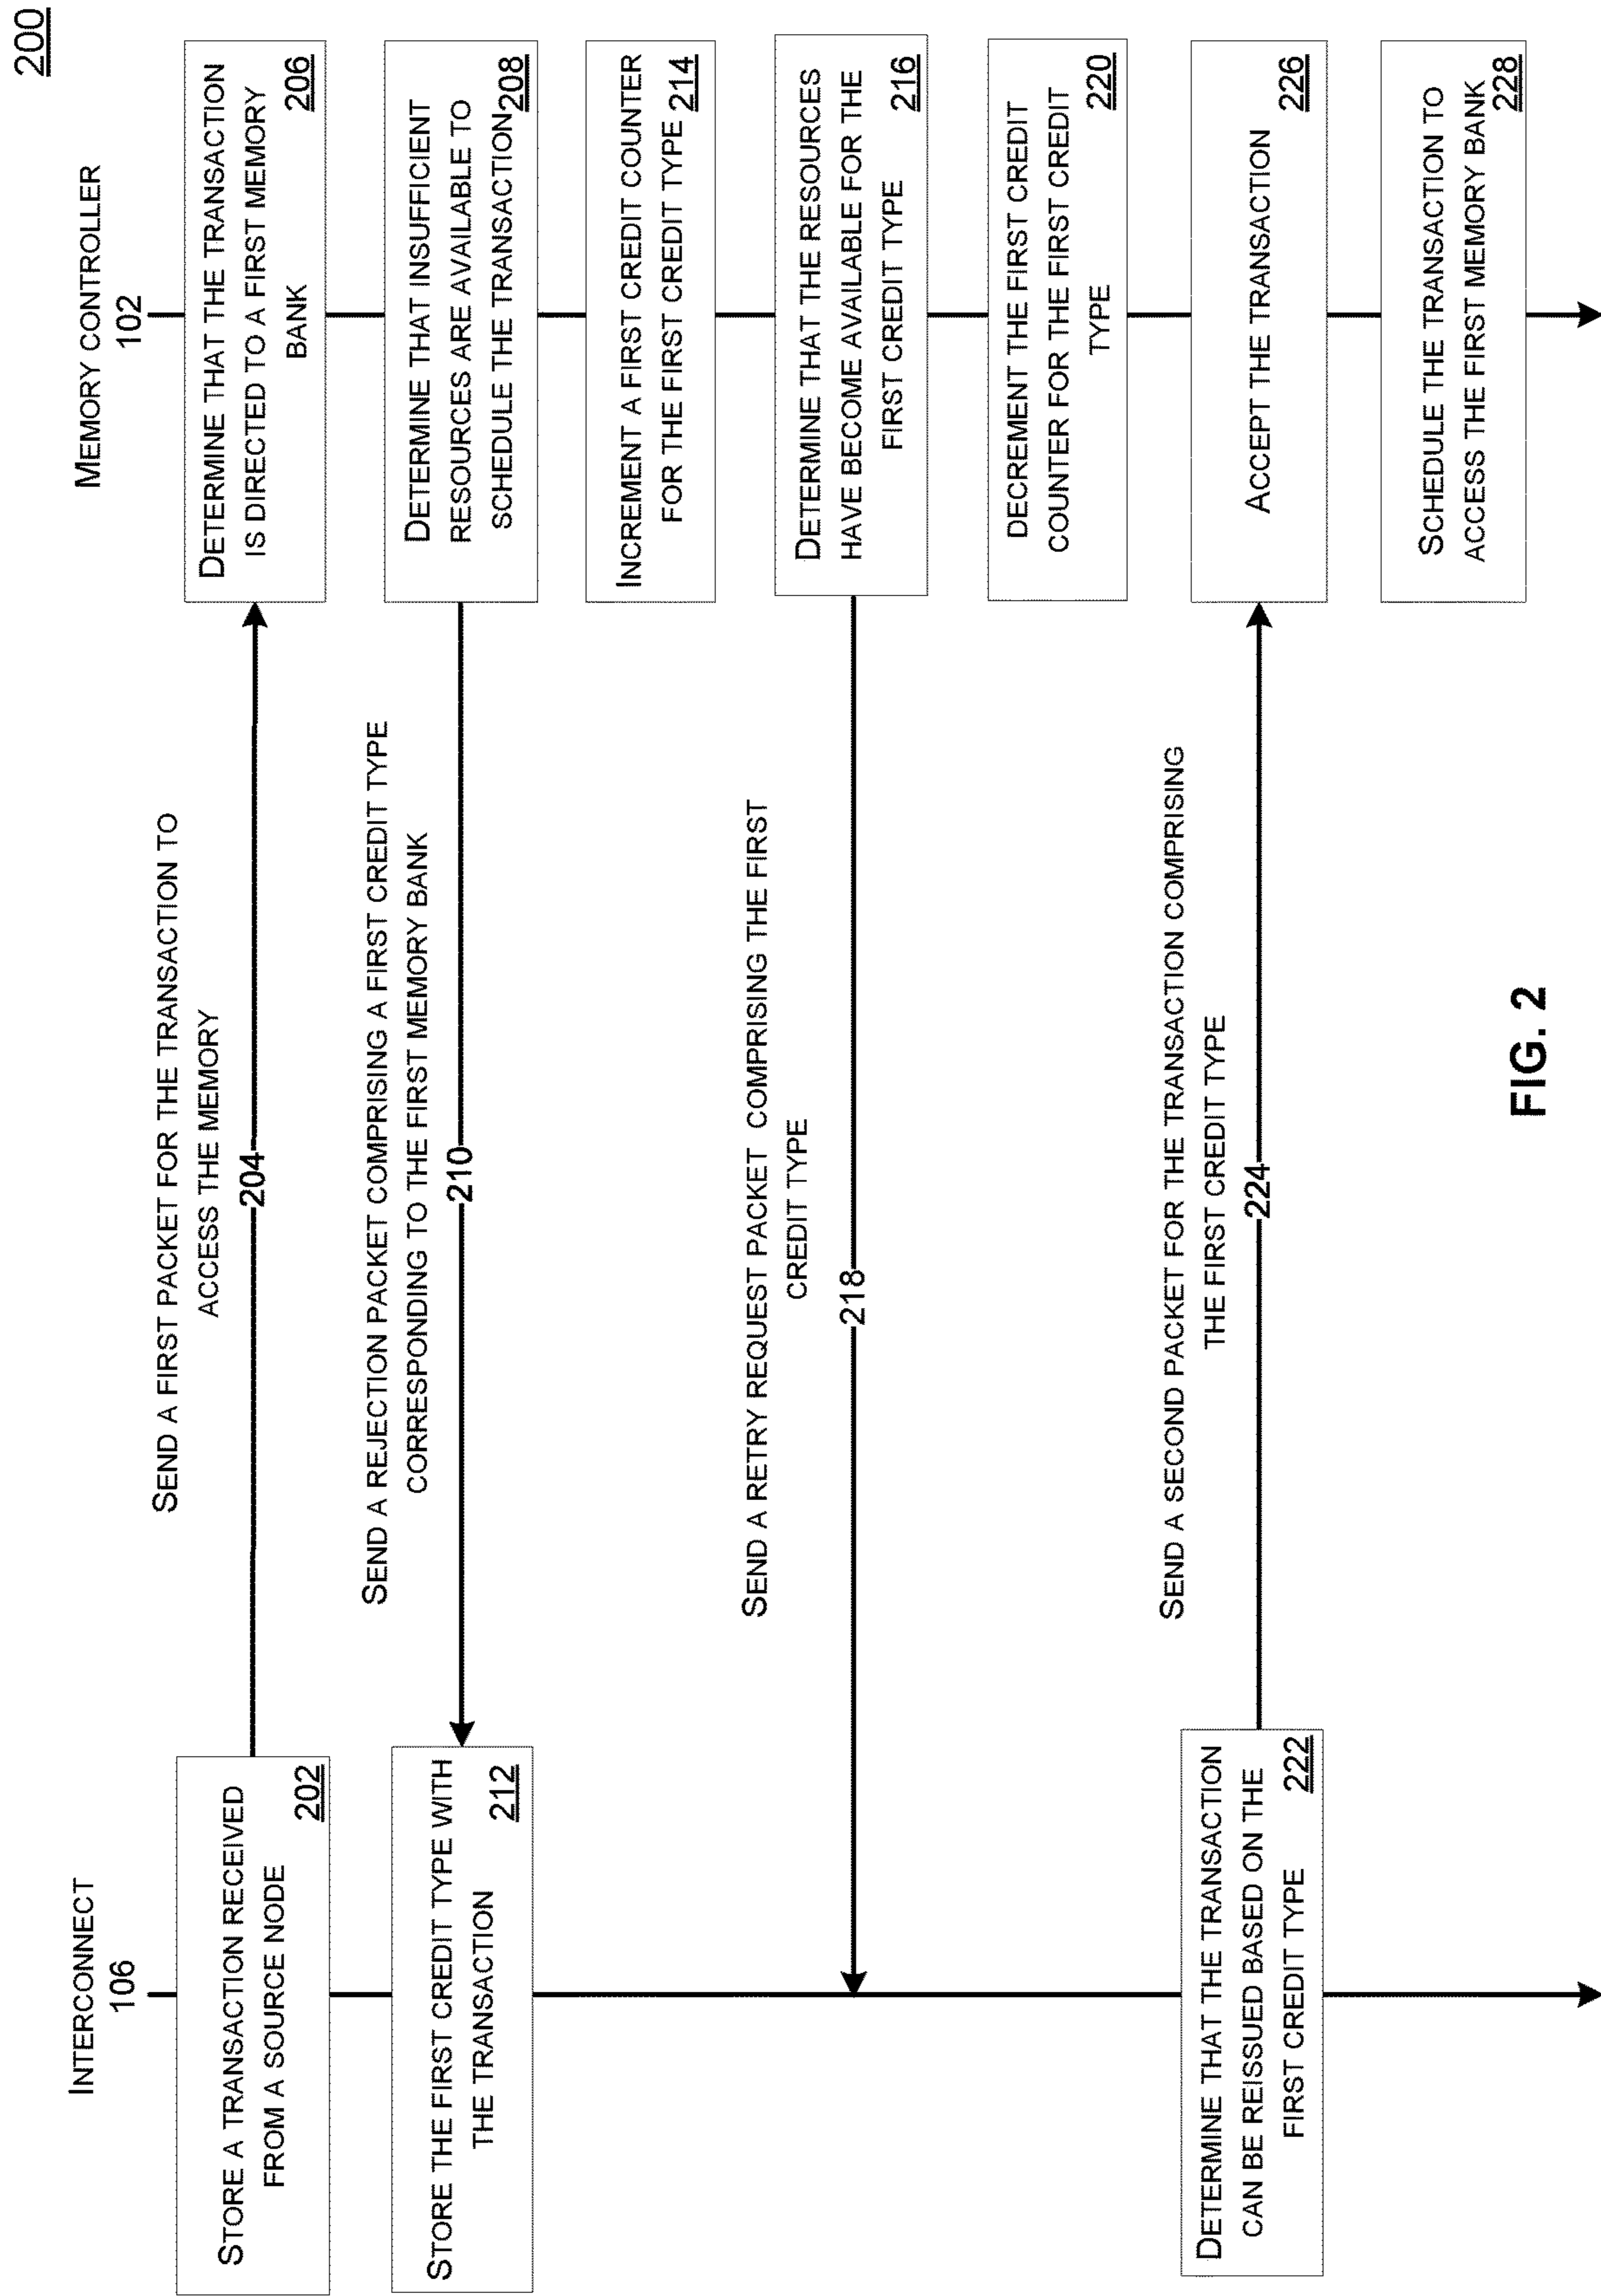 200
INTERCONNECT
106
MEMORY CONTROLLER
102
STORE A TRANSACTION RECEIVED
FROM A SOURCE NODE
202
SEND A FIRST PACKET FOR THE TRANSACTION TO
ACCESS THE MEMORY
204
DETERMINE THAT THE TRANSACTION
IS DIRECTED TO A FIRST MEMORY
BANK
206
DETERMINE THAT INSUFFICIENT
RESOURCES ARE AVAILABLE TO
SCHEDULE THE TRANSACTION 208
SEND A REJECTION PACKET COMPRISING A FIRST CREDIT TYPE
CORRESPONDING TO THE FIRST MEMORY BANK
210
STORE THE FIRST CREDIT TYPE WITH
THE TRANSACTION
212
INCREMENT A FIRST CREDIT COUNTER
FOR THE FIRST CREDIT TYPE 214
DETERMINE THAT THE RESOURCES
HAVE BECOME AVAILABLE FOR THE
FIRST CREDIT TYPE
216
SEND A RETRY REQUEST PACKET COMPRISING THE FIRST
CREDIT TYPE
218
DECREMENT THE FIRST CREDIT
COUNTER FOR THE FIRST CREDIT
TYPE
220
DETERMINE THAT THE TRANSACTION
CAN BE REISSUED BASED ON THE
FIRST CREDIT TYPE
222
SEND A SECOND PACKET FOR THE TRANSACTION COMPRISING
THE FIRST CREDIT TYPE
224
ACCEPT THE TRANSACTION
226
SCHEDULE THE TRANSACTION TO
ACCESS THE FIRST MEMORY BANK
228
FIG. 2